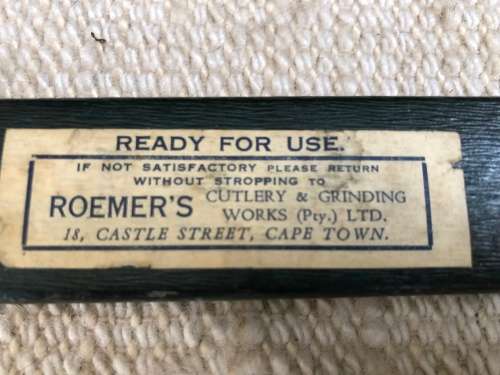 READY FOR USE.
IF NOT SATISFACTORY PLEASE RETURN
WITHOUT STROPPING TO
ROEMER'S CUTLERY & GRINDING
WORKS (Pty.) LTD.
18, CASTLE STREET, CAPE TOWN.